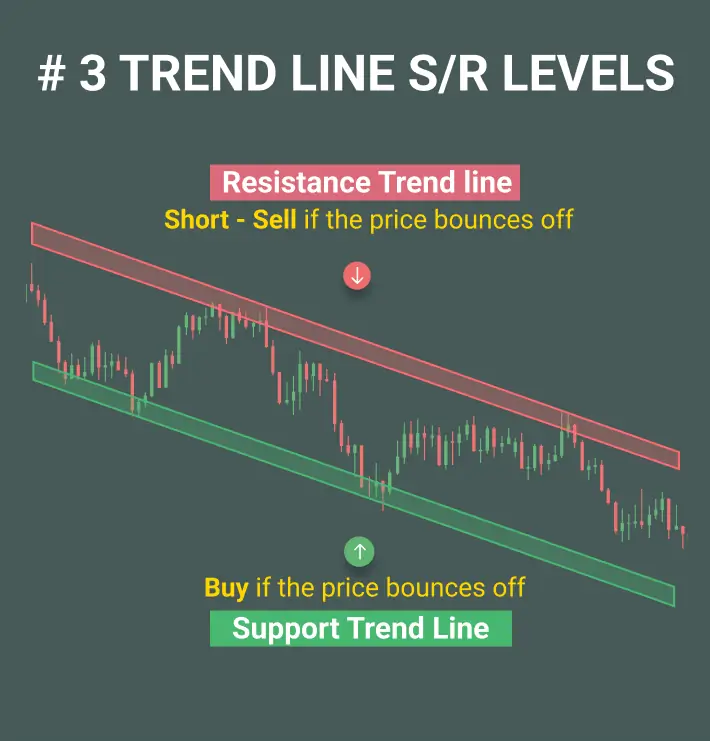 # 3 TREND LINE S/R LEVELS
Resistance Trend line
Short - Sell if the price bounces off
Buy if the price bounces off
Support Trend Line